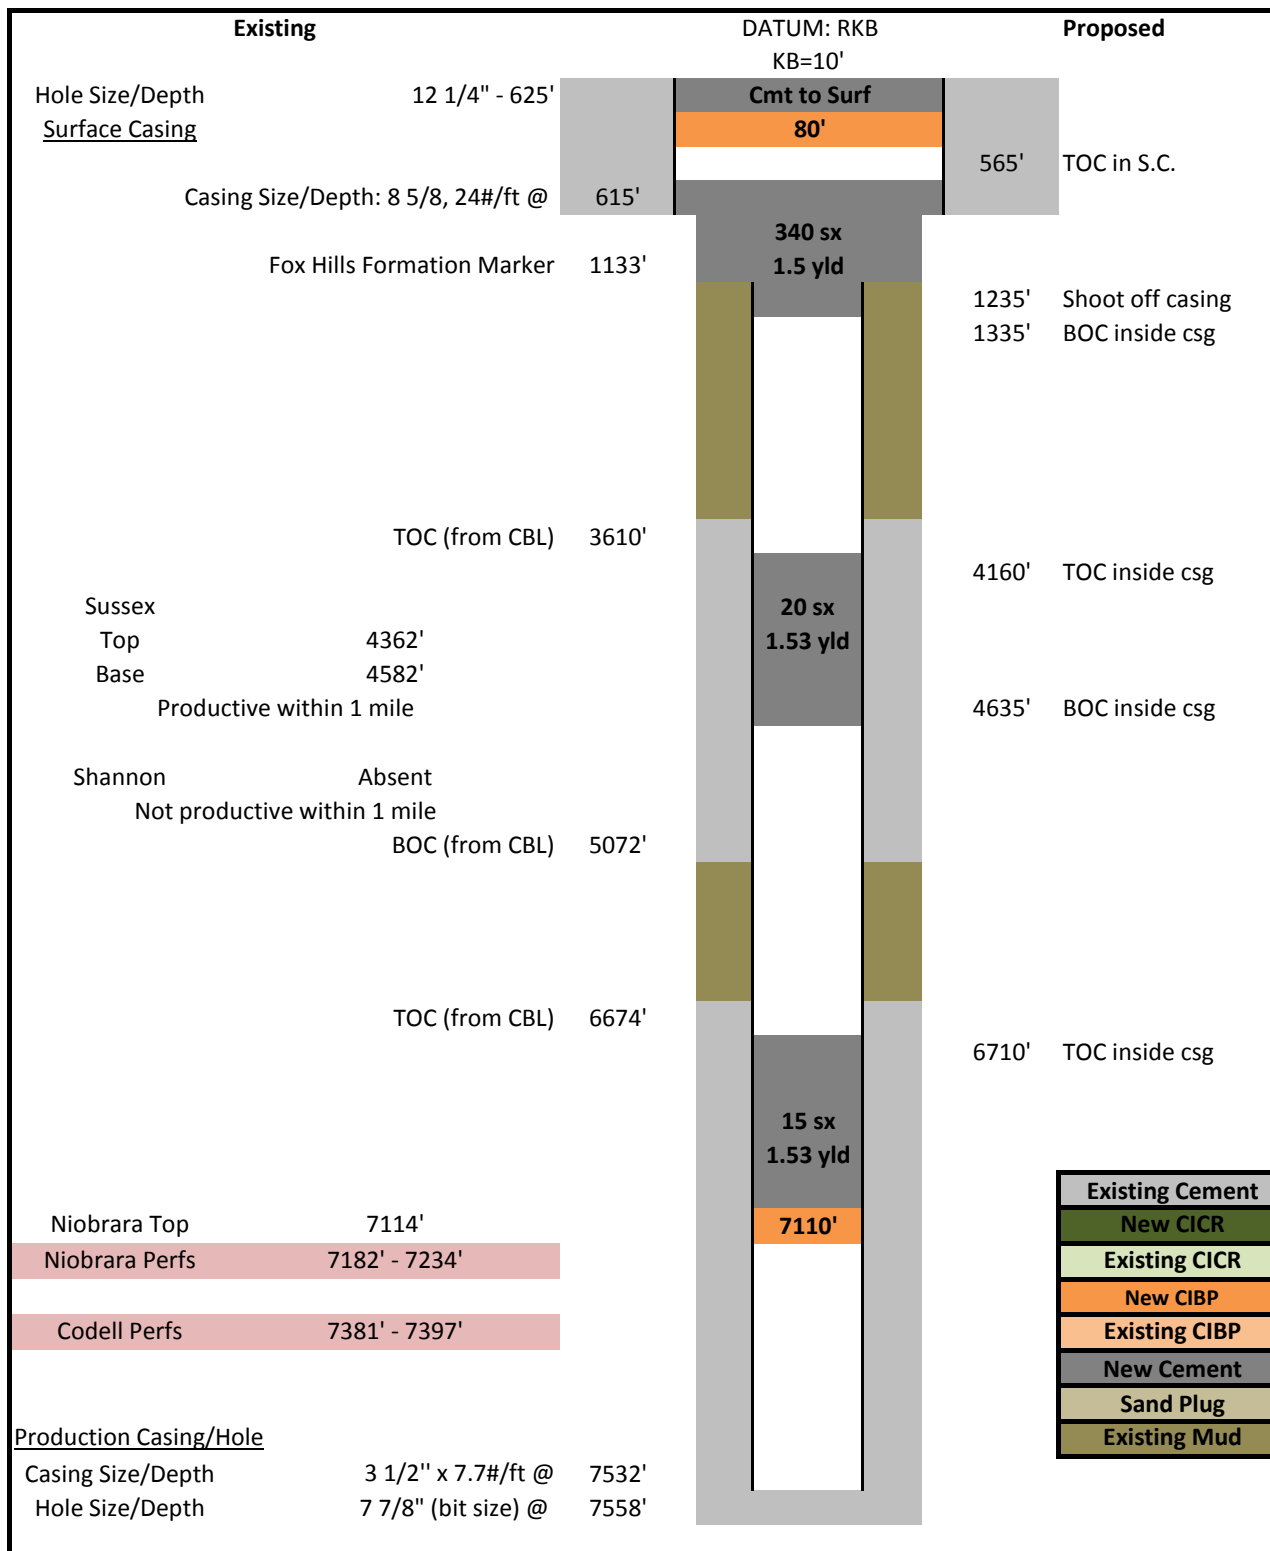 Existing DATUM: RKB Proposed
KB=10'
Hole Size/Depth 12 1/4" - 625' Cmt to Surf
Surface Casing 80'
565' TOC in S.C.
Casing Size/Depth: 8 5/8, 24#/ft @ 615'
340 sx
Fox Hills Formation Marker 1133' 1.5 yld
1235' Shoot off casing
1335' BOC inside csg
TOC (from CBL) 3610'
4160' TOC inside csg
Sussex 20 sx
Top 4362' 1.53 yld
Base 4582'
Productive within 1 mile 4635' BOC inside csg
Shannon Absent
Not productive within 1 mile
BOC (from CBL) 5072'
TOC (from CBL) 6674'
6710' TOC inside csg
15 sx
1.53 yld
Existing Cement
Niobrara Top 7114' 7110' New CICR
Niobrara Perfs 7182' - 7234' Existing CICR
New CIBP
Codell Perfs 7381' - 7397' Existing CIBP
New Cement
Sand Plug
Production Casing/Hole Existing Mud
Casing Size/Depth 3 1/2'' x 7.7#/ft @ 7532'
Hole Size/Depth 7 7/8" (bit size) @ 7558'